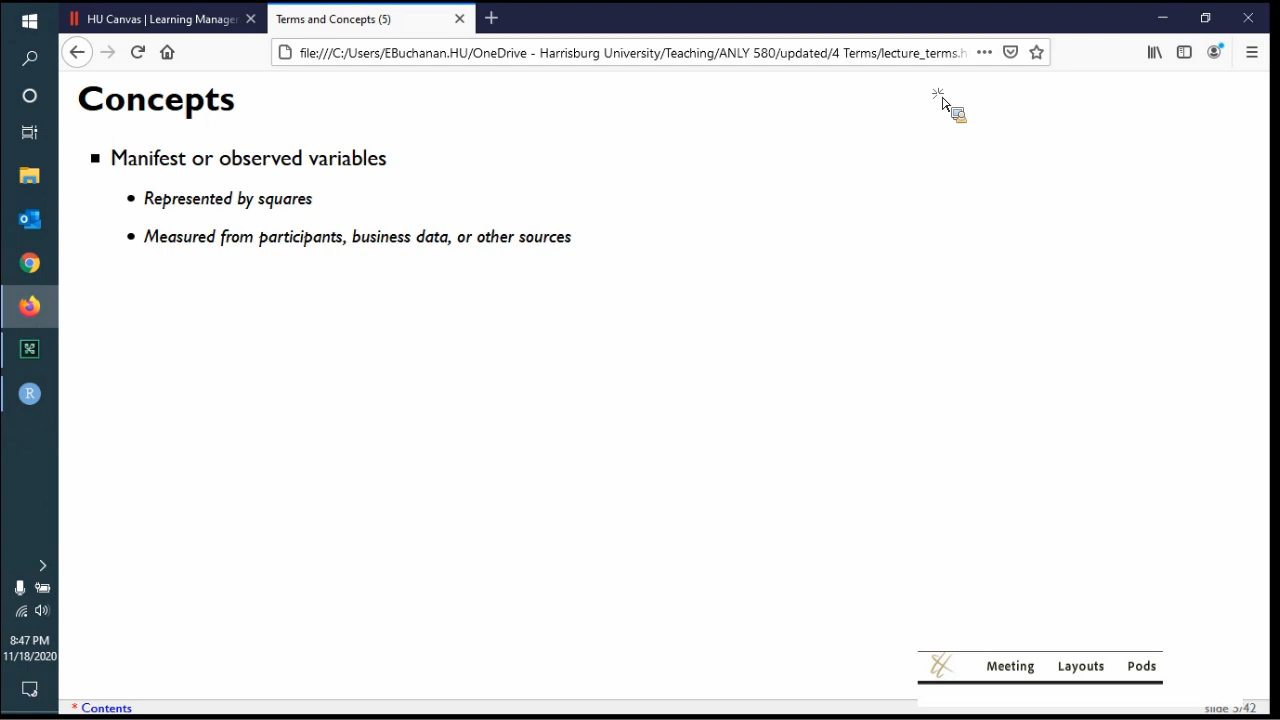 HU Canvas | Learning Manage
Terms and Concepts (5)
file:///C:/Users/EBuchanan.HU/OneDrive - Harrisburg University/Teaching/ANLY 580/updated/4 Terms/lecture_terms.h
Concepts
Manifest or observed variables
Represented by squares
Measured from participants, business data, or other sources
R
8:47 PM
11/18/2020
Meeting Layouts Pods
* Contents
slide 5/42